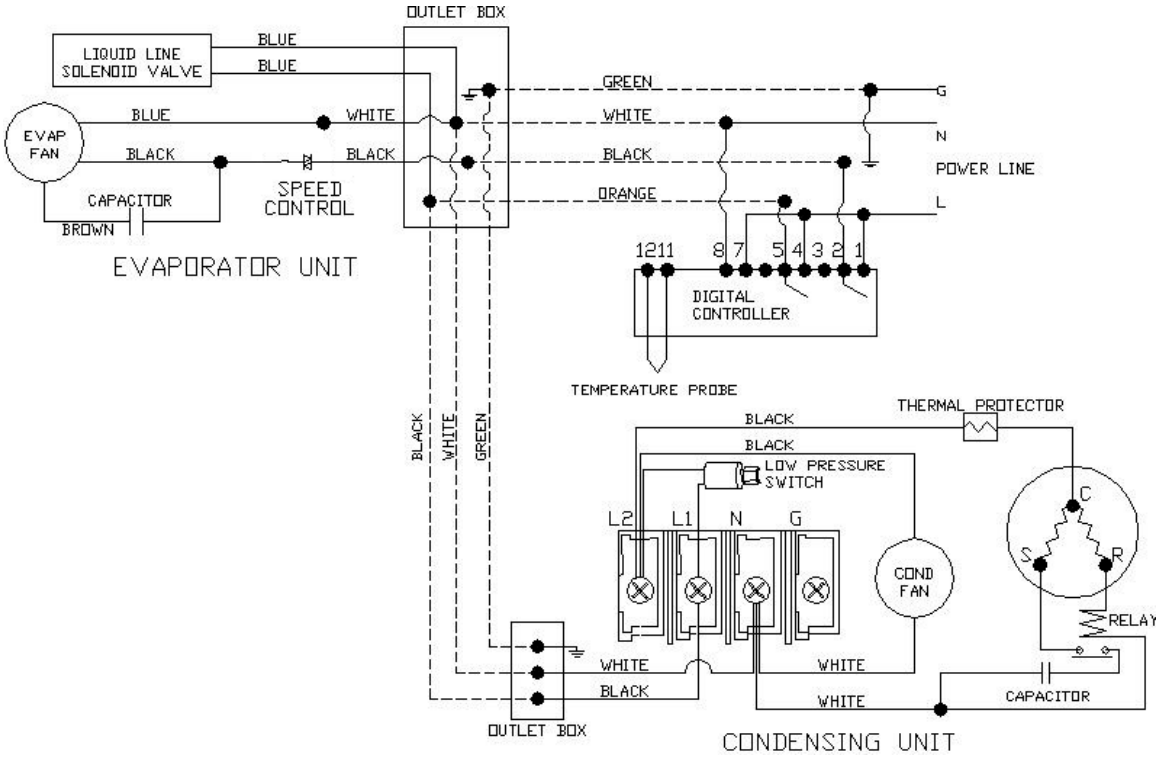 OUTLET BOX
LIQUID LINE
SOLENOID VALVE
BLUE
BLUE
GREEN
G
EVAP
FAN
BLUE
WHITE
WHITE
N
BLACK
BLACK
BLACK
POWER LINE
CAPACITOR
SPEED
CONTROL
ORANGE
L
BROWN
EVAPORATOR UNIT
12 11 8 7 5 4 3 2 1
DIGITAL
CONTROLLER
TEMPERATURE PROBE
THERMAL PROTECTOR
BLACK
BLACK
BLACK
WHITE
GREEN
LOW PRESSURE
SWITCH
C
L2 L1 N G
S
R
COND
FAN
RELAY
WHITE
WHITE
BLACK
WHITE
CAPACITOR
OUTLET BOX
CONDENSING UNIT